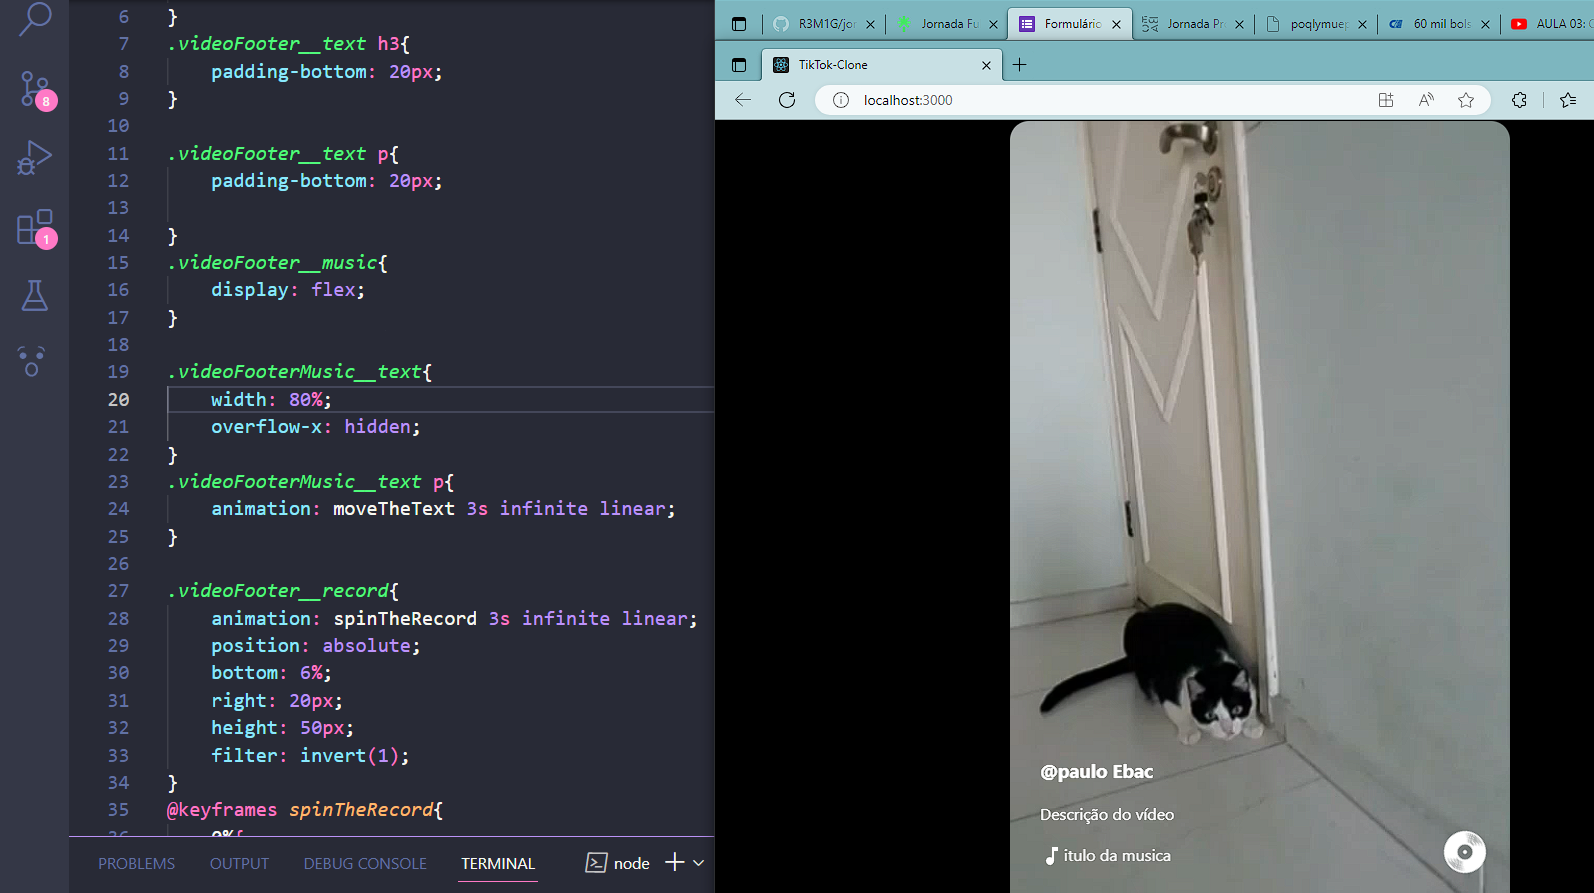 6 }
7 .videoFooter__text h3{
8 padding-bottom: 20px;
9 }
10
11 .videoFooter__text p{
12 padding-bottom: 20px;
13
14 }
15 .videoFooter__music{
16 display: flex;
17 }
18
19 .videoFooterMusic__text{
20 width: 80%;
21 overflow-x: hidden;
22 }
23 .videoFooterMusic__text p{
24 animation: moveTheText 3s infinite linear;
25 }
26
27 .videoFooter__record{
28 animation: spinTheRecord 3s infinite linear;
29 position: absolute;
30 bottom: 6%;
31 right: 20px;
32 height: 50px;
33 filter: invert(1);
34 }
35 @keyframes spinTheRecord{
36 0%{
8
1
PROBLEMS OUTPUT DEBUG CONSOLE TERMINAL node
R3M1G/jor Jornada Fu Formulário Jornada Pr poqlymuep 60 mil bols AULA 03:
TikTok-Clone
localhost:3000
@paulo Ebac
Descrição do vídeo
itulo da musica